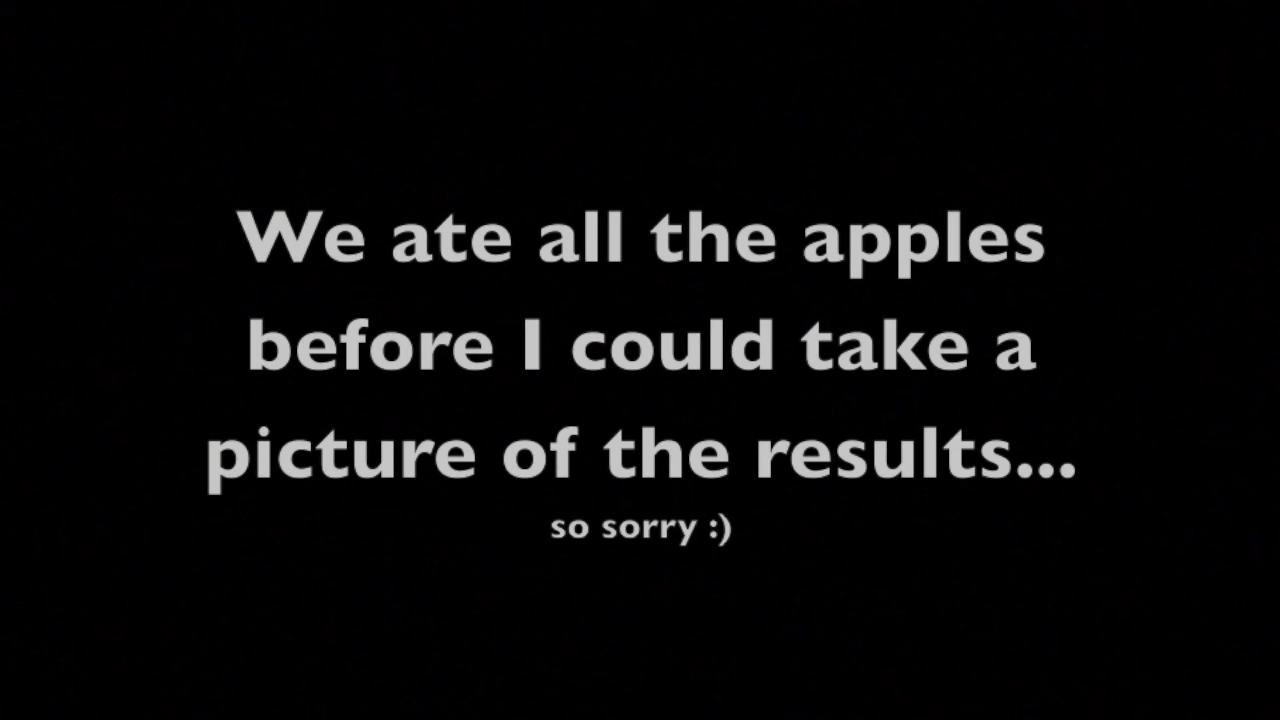 We ate all the apples
before I could take a
picture of the results...
so sorry :)